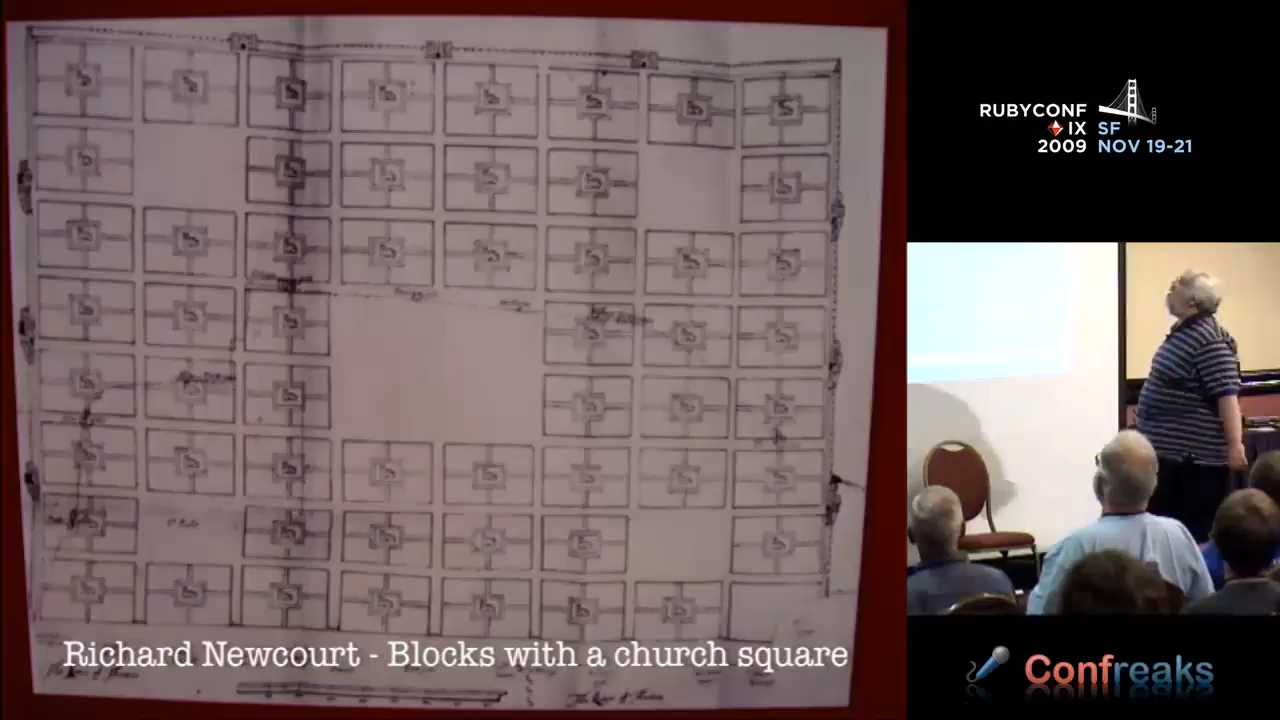 Richard Newcourt - Blocks with a church square
RUBYCONF
IX SF
2009 NOV 19-21
Confreaks